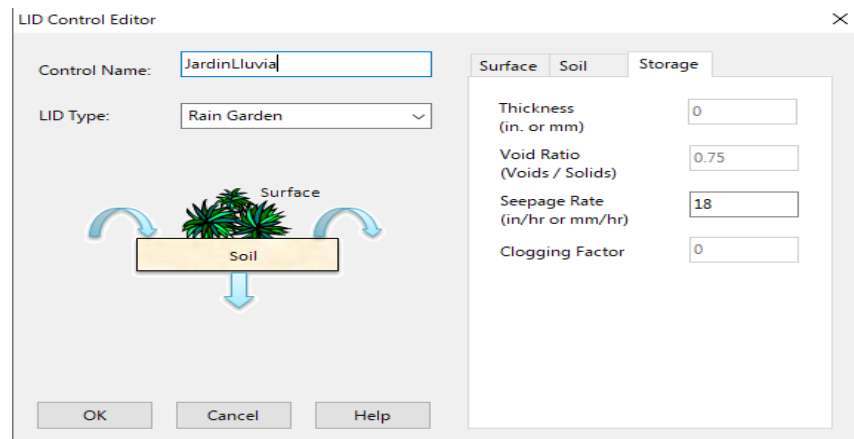 LID Control Editor
Control Name: JardinLluvia
LID Type: Rain Garden
Surface
Soil
OK Cancel Help
Surface Soil Storage
Thickness 0
(in. or mm)
Void Ratio 0.75
(Voids / Solids)
Seepage Rate 18
(in/hr or mm/hr)
Clogging Factor 0